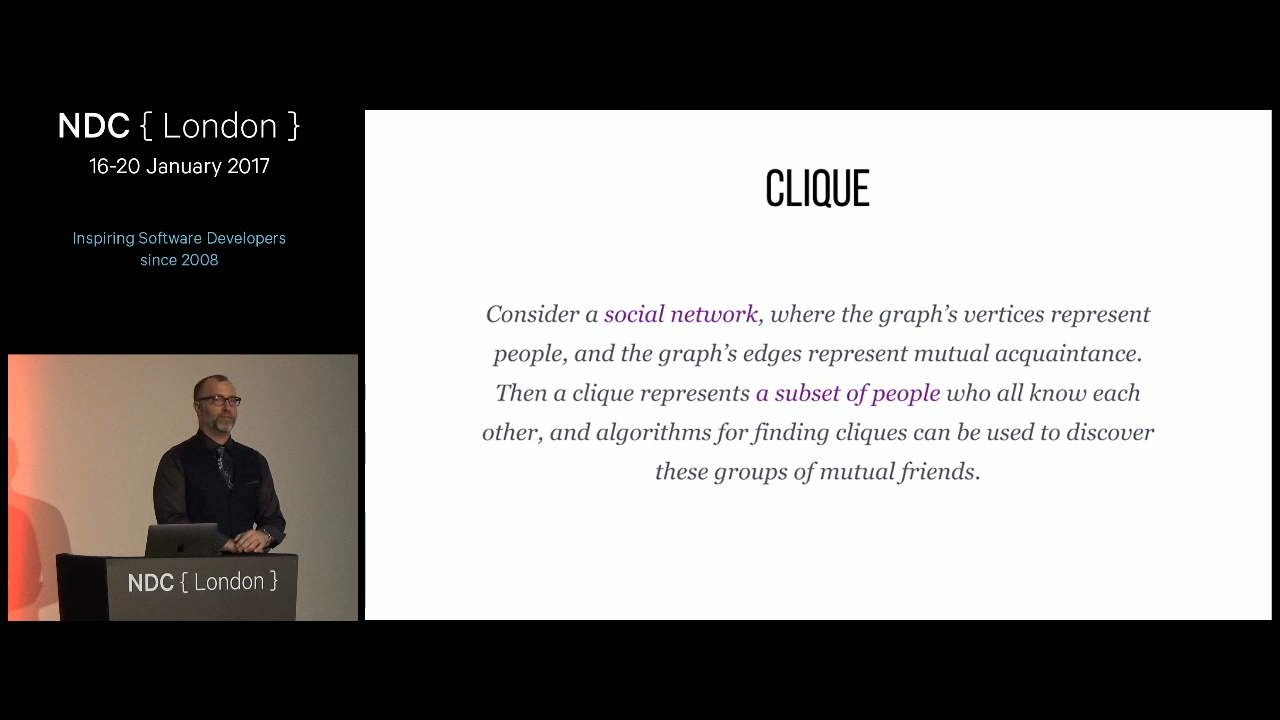 NDC { London }
16-20 January 2017
Inspiring Software Developers
since 2008
NDC { London }
CLIQUE
Consider a social network, where the graph’s vertices represent
people, and the graph’s edges represent mutual acquaintance.
Then a clique represents a subset of people who all know each
other, and algorithms for finding cliques can be used to discover
these groups of mutual friends.